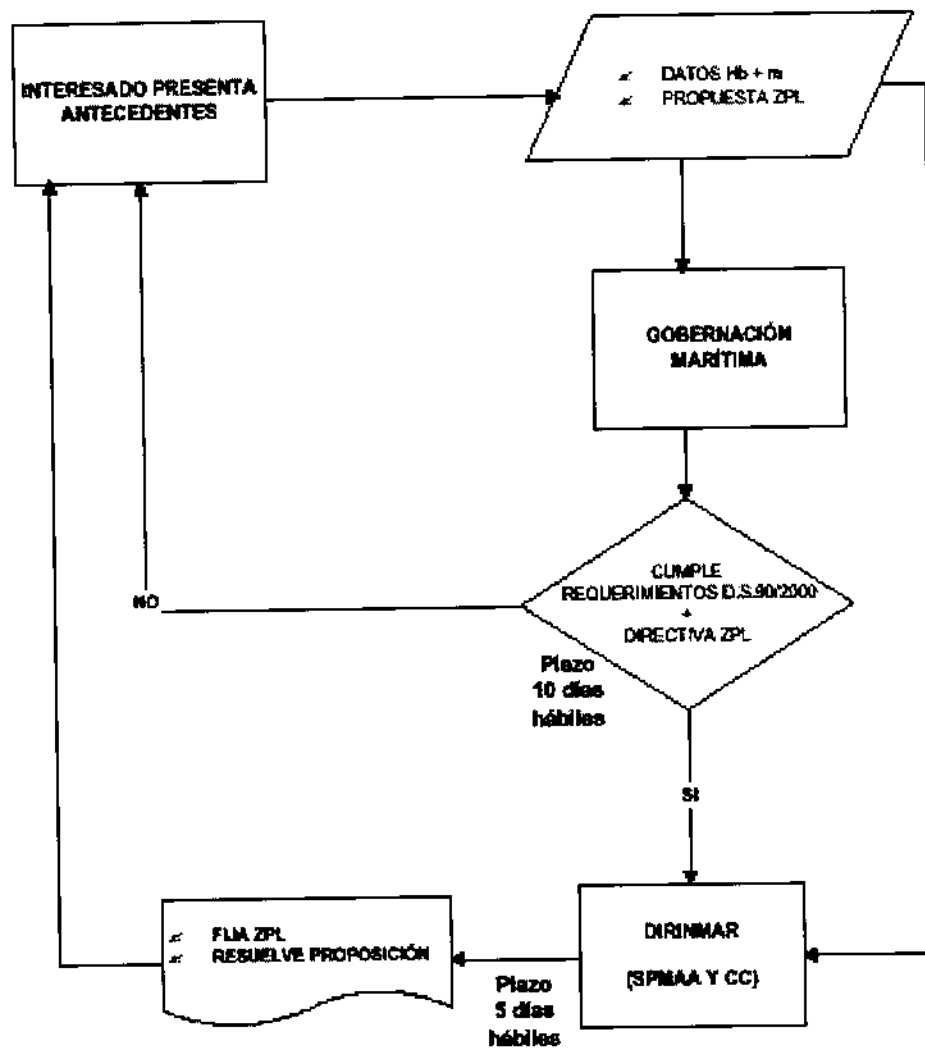 INTERESADO PRESENTA
ANTECEDENTES
DATOS Hb + m
PROPUESTA ZPL
GOBERNACIÓN
MARÍTIMA
CUMPLE
REQUERIMIENTOS D.S.90/2000
+
DIRECTIVA ZPL
NO
Plazo
10 días
hábiles
SI
FIJA ZPL
RESUELVE PROPOSICIÓN
Plazo
5 días
hábiles
DIRINMAR
(SPMAA Y CC)